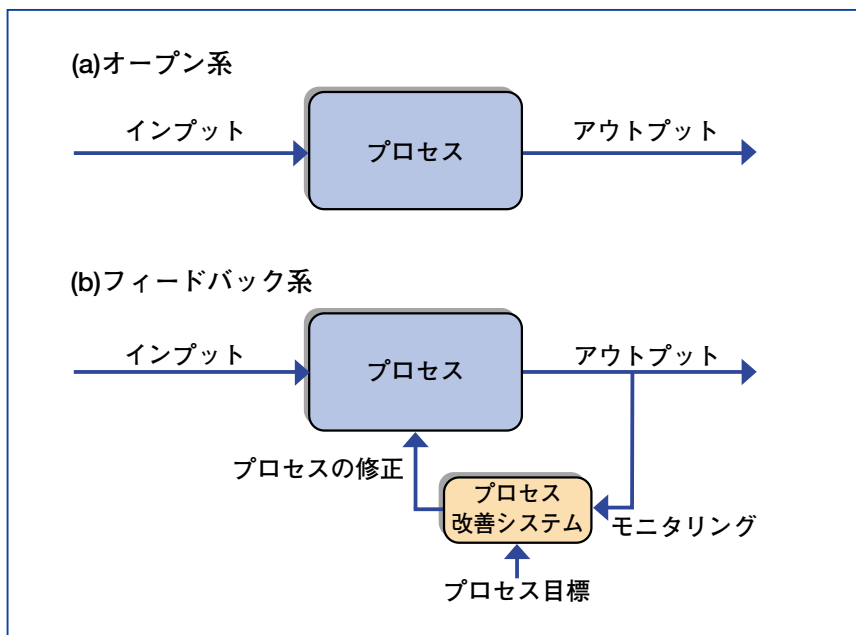 (a)オープン系
インプット
プロセス
アウトプット
(b)フィードバック系
インプット
プロセス
アウトプット
プロセスの修正
プロセス
改善システム
モニタリング
プロセス目標